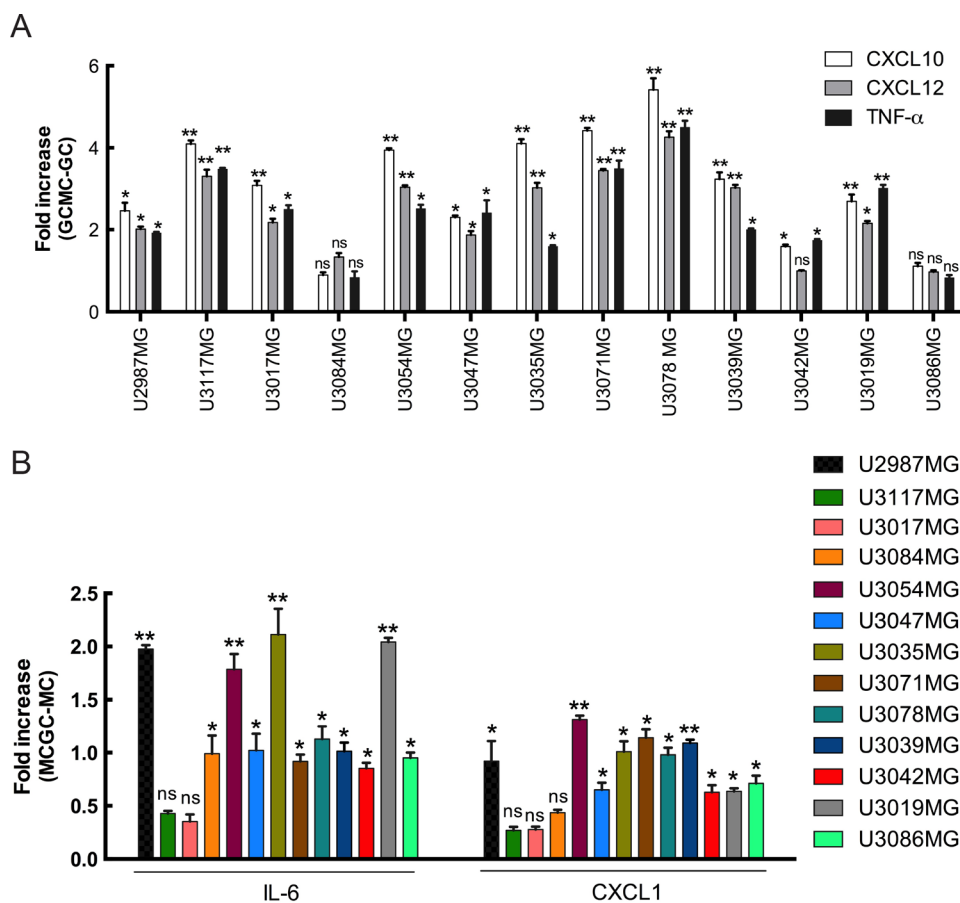 A
CXCL10
CXCL12
TNF-α
Fold increase
(GCMC-GC)
6
4
2
0
* * *
** ** **
** * *
ns ns ns
** ** *
* * *
** ** *
** ** **
** ** **
** ** *
* *
** * **
ns ns ns
U2987MG
U3117MG
U3017MG
U3084MG
U3054MG
U3047MG
U3035MG
U3071MG
U3078 MG
U3039MG
U3042MG
U3019MG
U3086MG
B
U2987MG
U3117MG
U3017MG
U3084MG
U3054MG
U3047MG
U3035MG
U3071MG
U3078MG
U3039MG
U3042MG
U3019MG
U3086MG
Fold increase
(MCGC-MC)
2.5
2.0
1.5
1.0
0.5
0.0
** ns ns * ** * ** * * * * ** *
* ns ns ns ** * * * * ** * * *
IL-6
CXCL1